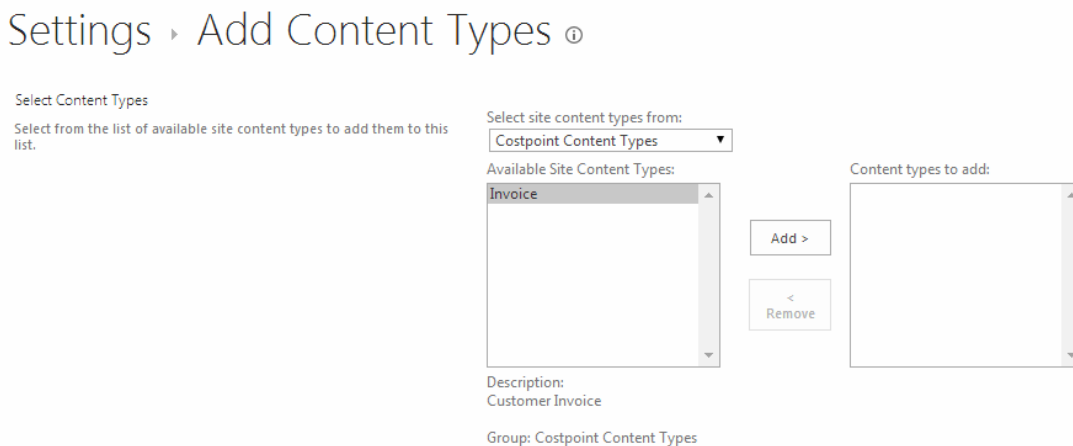 Settings ▸ Add Content Types ⓘ
Select Content Types
Select from the list of available site content types to add them to this
list.
Select site content types from:
Costpoint Content Types ▼
Available Site Content Types:
Invoice
Add >
<
Remove
Content types to add:
Description:
Customer Invoice
Group: Costpoint Content Types